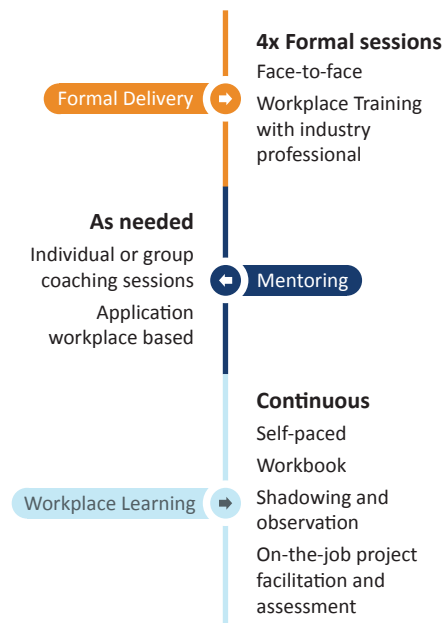 Formal Delivery
4x Formal sessions
Face-to-face
Workplace Training
with industry
professional
As needed
Individual or group
coaching sessions
Application
workplace based
Mentoring
Workplace Learning
Continuous
Self-paced
Workbook
Shadowing and
observation
On-the-job project
facilitation and
assessment